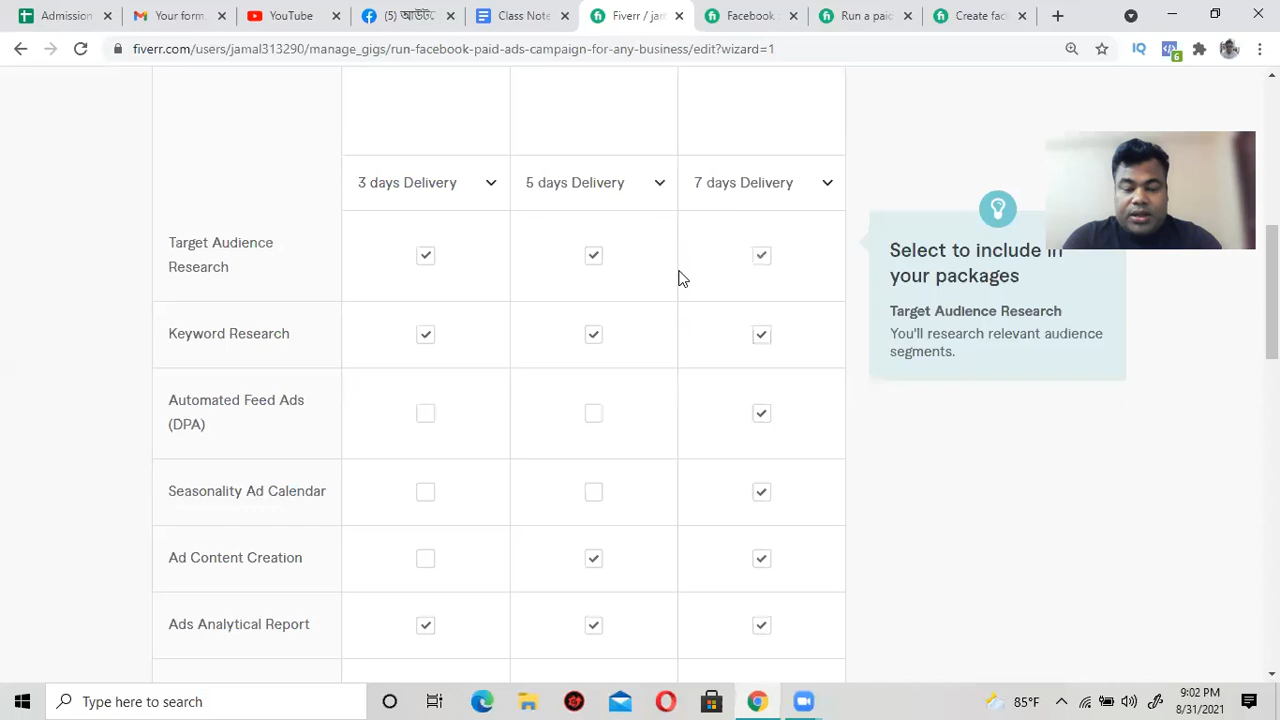 Admission
Your form
YouTube
Class Note
Fiverr / jam
Facebook
Run a paic
Create fac
fiverr.com/users/jamal313290/manage_gigs/run-facebook-paid-ads-campaign-for-any-business/edit?wizard=1
IQ
6
3 days Delivery
5 days Delivery
7 days Delivery
Target Audience
Research
Keyword Research
Automated Feed Ads
(DPA)
Seasonality Ad Calendar
Ad Content Creation
Ads Analytical Report
Select to include in
your packages
Target Audience Research
You'll research relevant audience
segments.
Type here to search
85°F
9:02 PM
8/31/2021